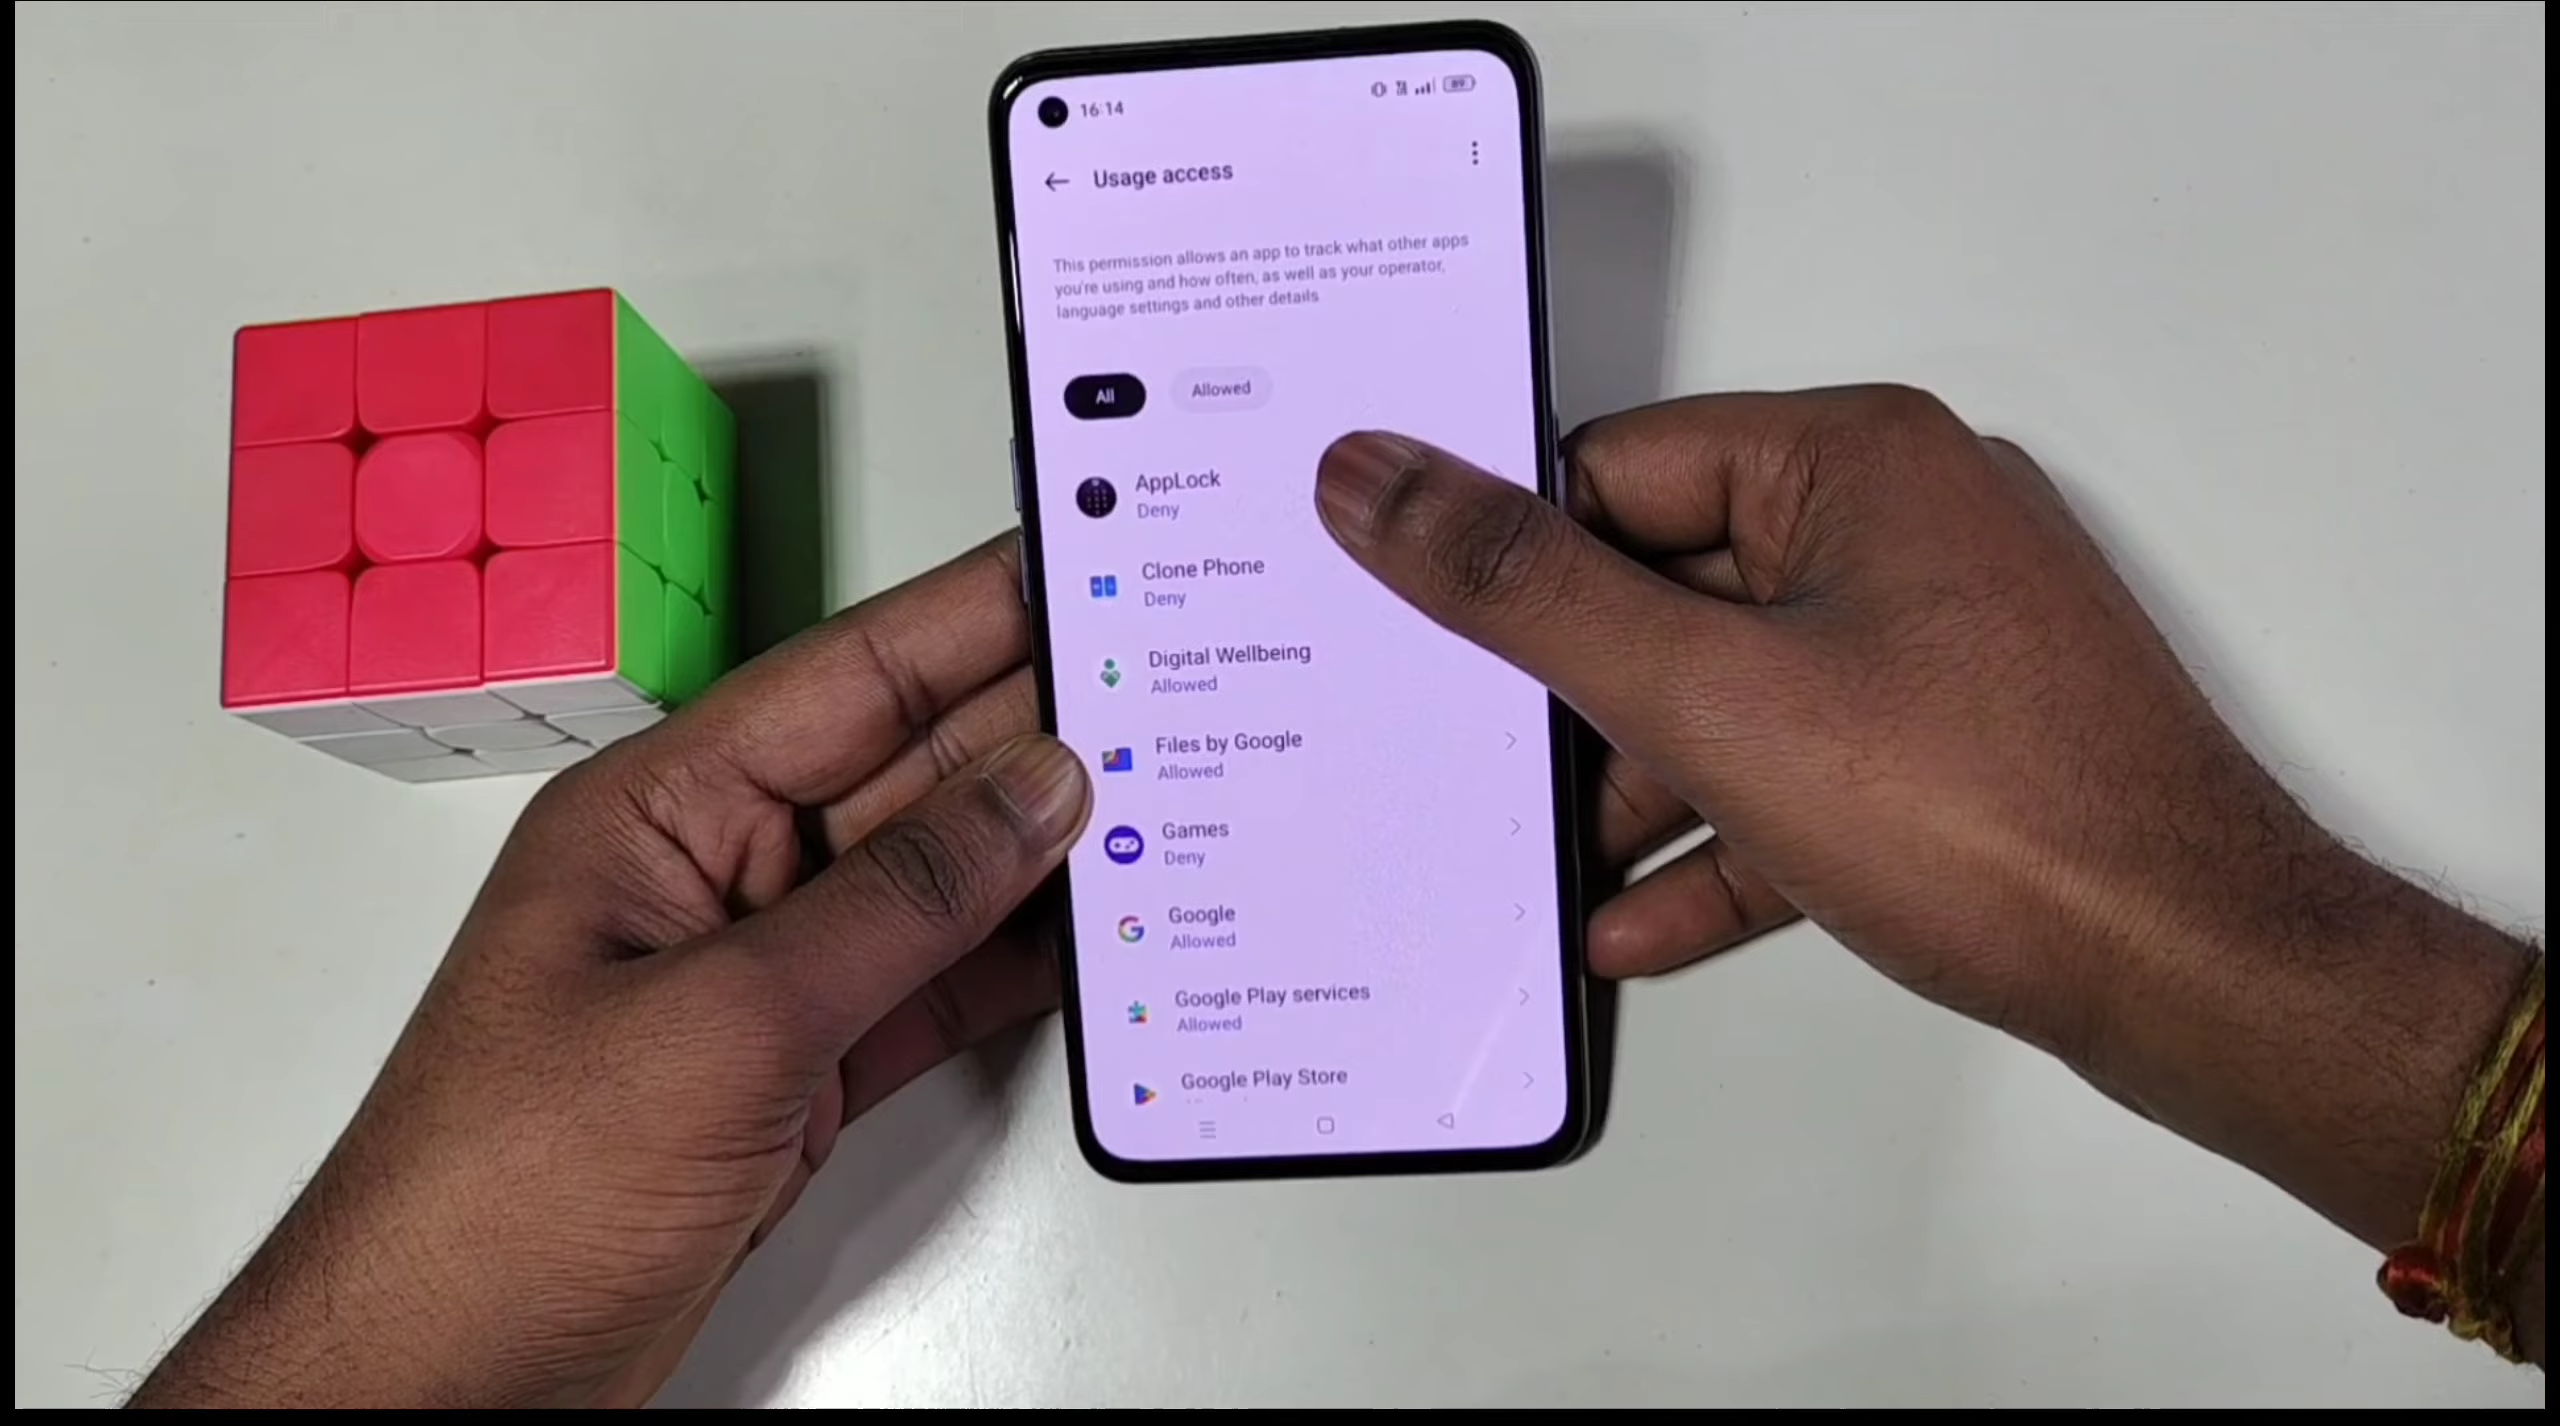 16:14
89
Usage access
This permission allows an app to track what other apps
you're using and how often, as well as your operator,
language settings and other details
All
Allowed
AppLock
Deny
Clone Phone
Deny
Digital Wellbeing
Allowed
Files by Google
Allowed
Games
Deny
Google
Allowed
Google Play services
Allowed
Google Play Store